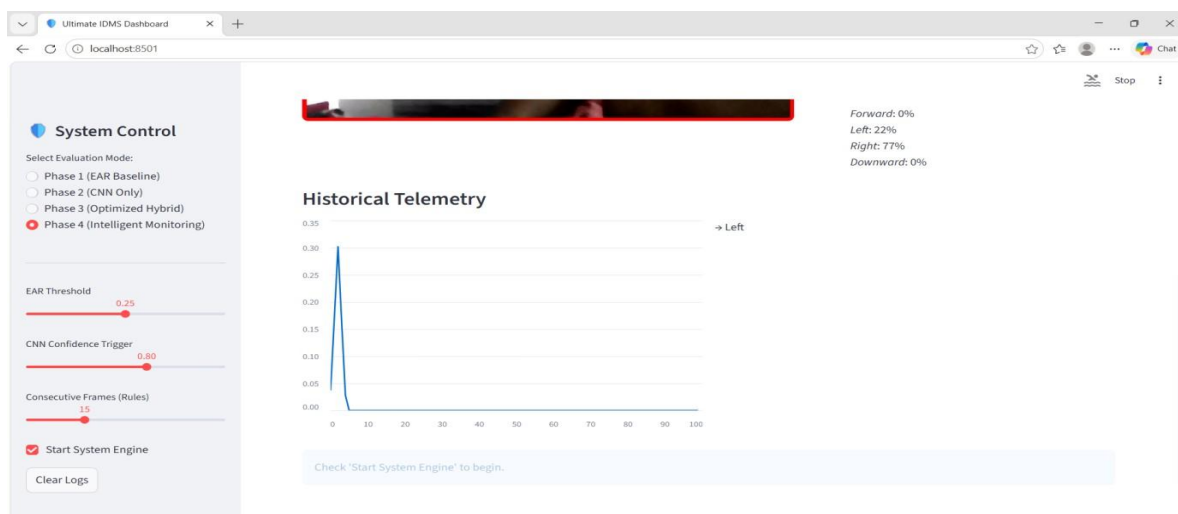 Ultimate IDMS Dashboard
localhost:8501
Chat
Stop
System Control
Select Evaluation Mode:
Phase 1 (EAR Baseline)
Phase 2 (CNN Only)
Phase 3 (Optimized Hybrid)
Phase 4 (Intelligent Monitoring)
EAR Threshold
0.25
CNN Confidence Trigger
0.80
Consecutive Frames (Rules)
15
Start System Engine
Clear Logs
Forward: 0%
Left: 22%
Right: 77%
Downward: 0%
Historical Telemetry
0.35
0.30
0.25
0.20
0.15
0.10
0.05
0.00
0 10 20 30 40 50 60 70 80 90 100
→ Left
Check 'Start System Engine' to begin.